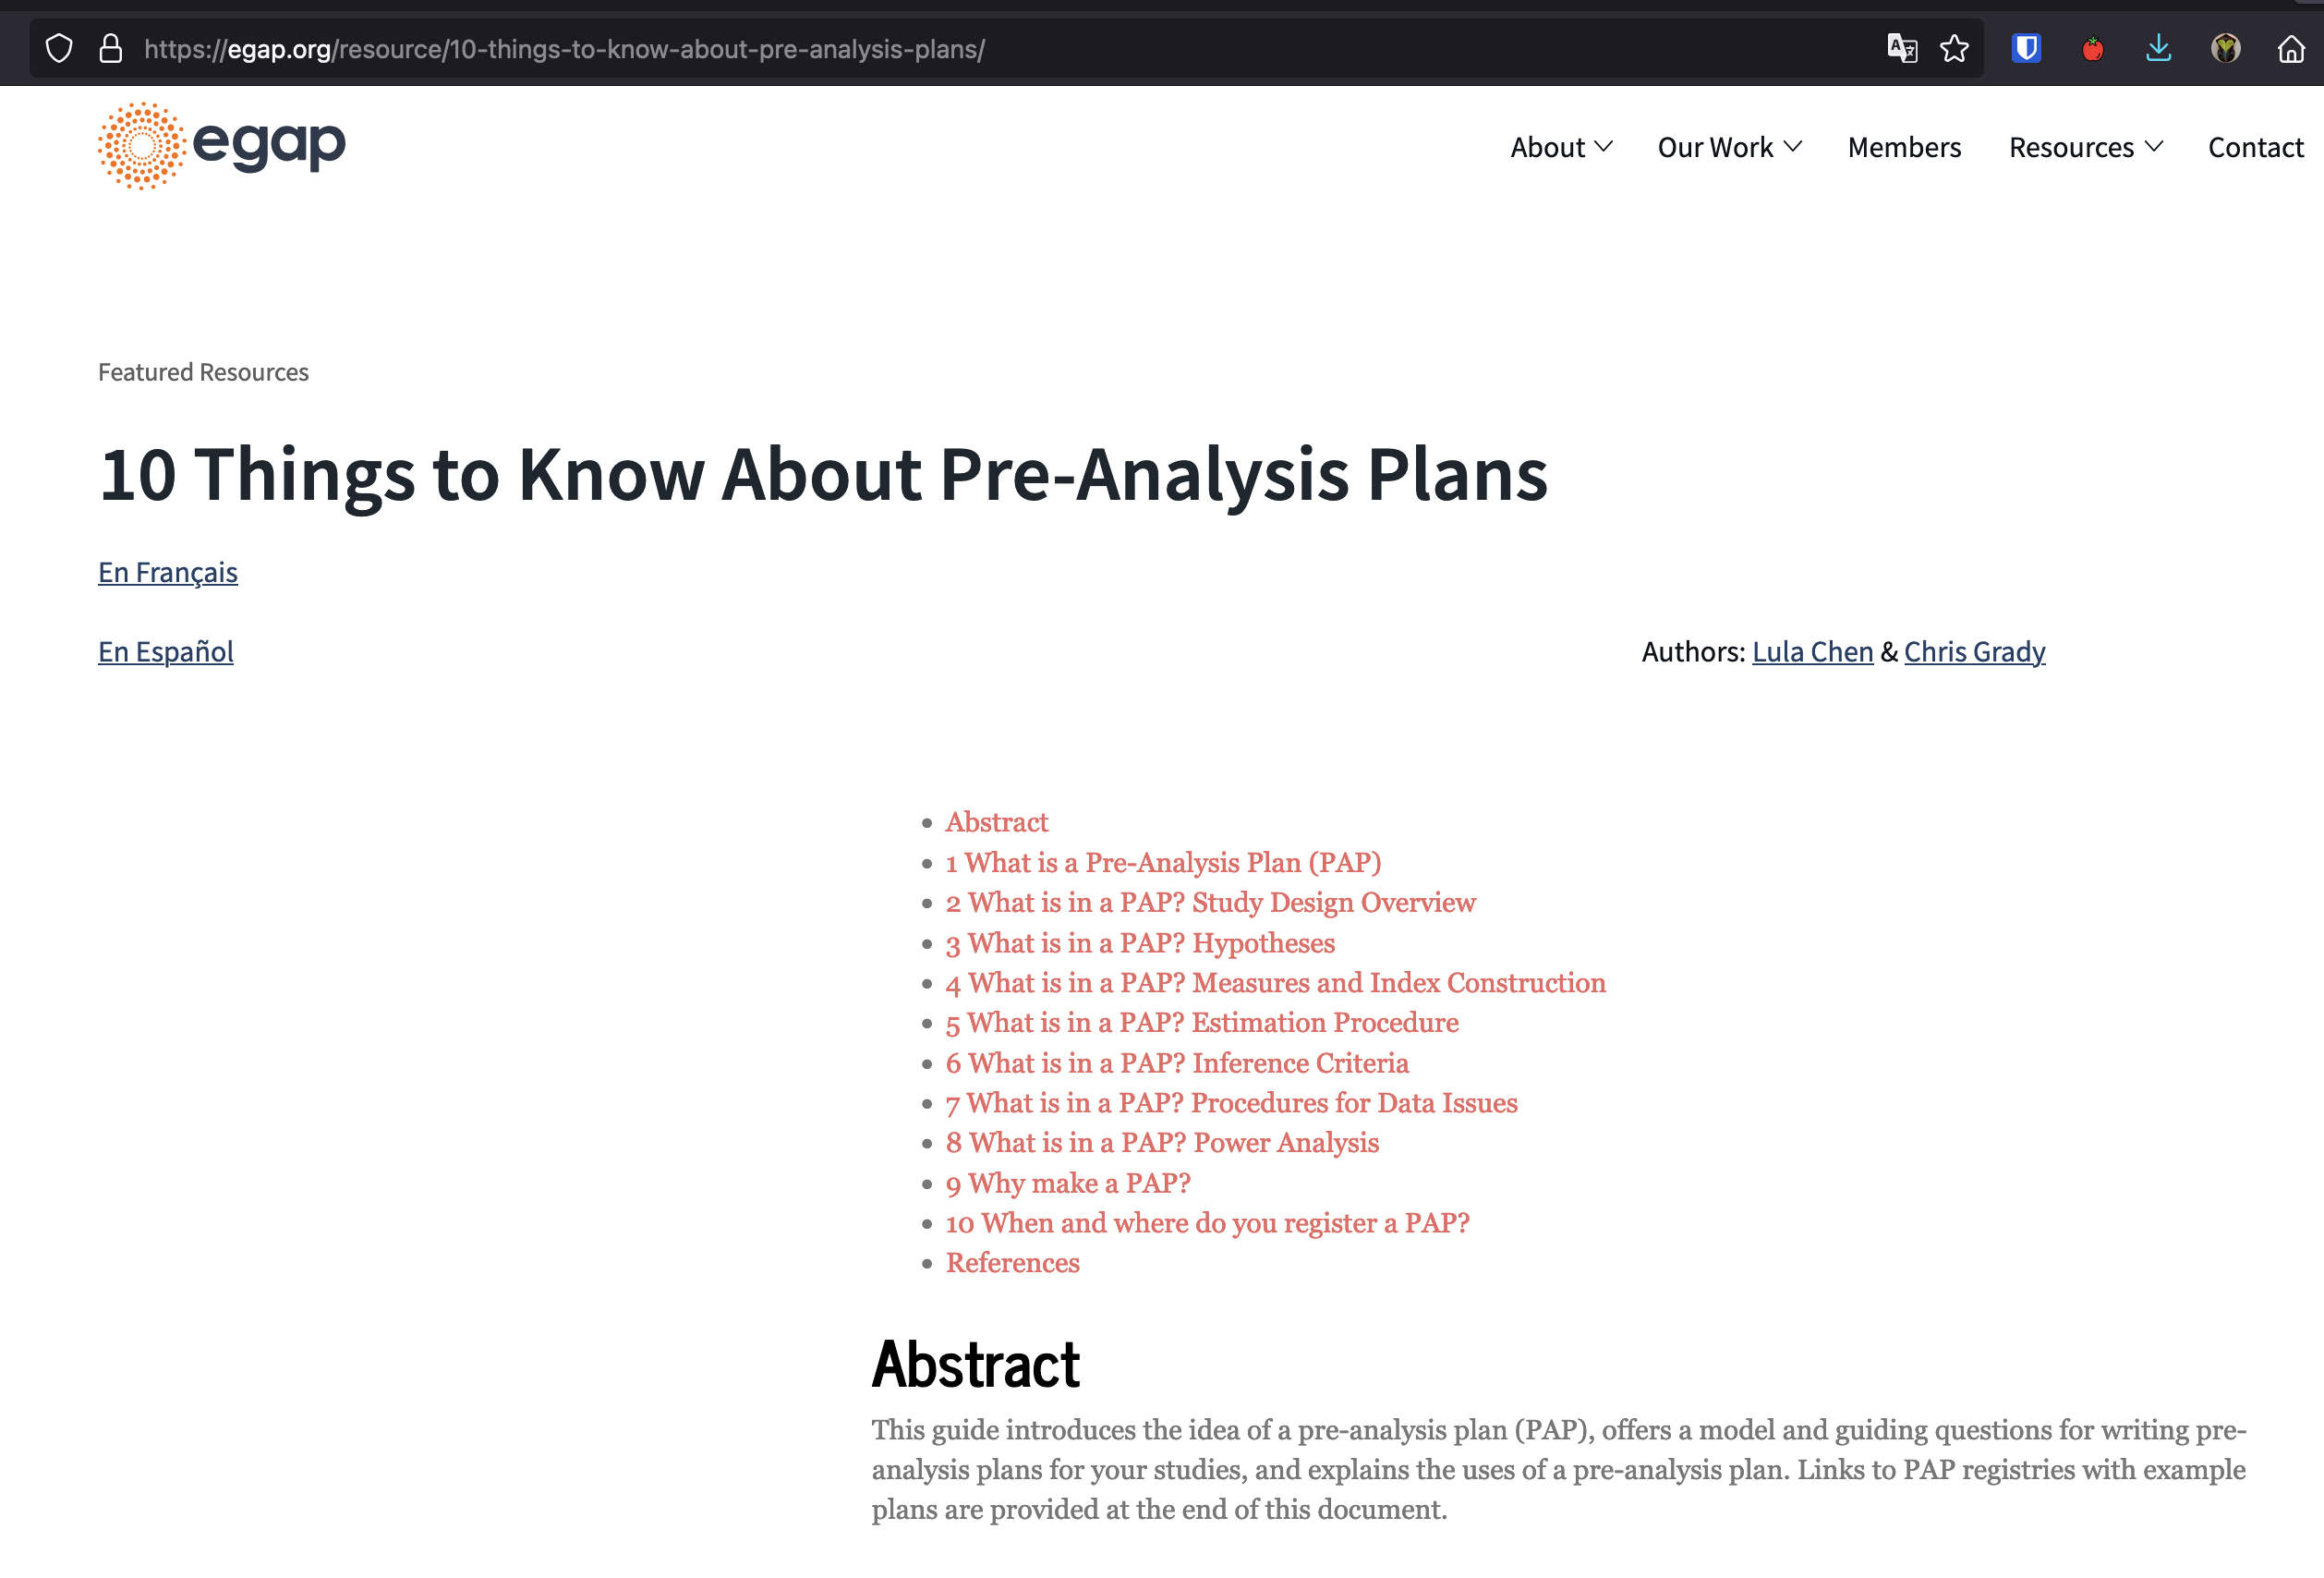 https://egap.org/resource/10-things-to-know-about-pre-analysis-plans/
egap
About
Our Work
Members
Resources
Contact
Featured Resources
10 Things to Know About Pre-Analysis Plans
En Français
En Español
Authors: Lula Chen & Chris Grady
• Abstract
• 1 What is a Pre-Analysis Plan (PAP)
• 2 What is in a PAP? Study Design Overview
• 3 What is in a PAP? Hypotheses
• 4 What is in a PAP? Measures and Index Construction
• 5 What is in a PAP? Estimation Procedure
• 6 What is in a PAP? Inference Criteria
• 7 What is in a PAP? Procedures for Data Issues
• 8 What is in a PAP? Power Analysis
• 9 Why make a PAP?
• 10 When and where do you register a PAP?
• References
Abstract
This guide introduces the idea of a pre-analysis plan (PAP), offers a model and guiding questions for writing pre-
analysis plans for your studies, and explains the uses of a pre-analysis plan. Links to PAP registries with example
plans are provided at the end of this document.